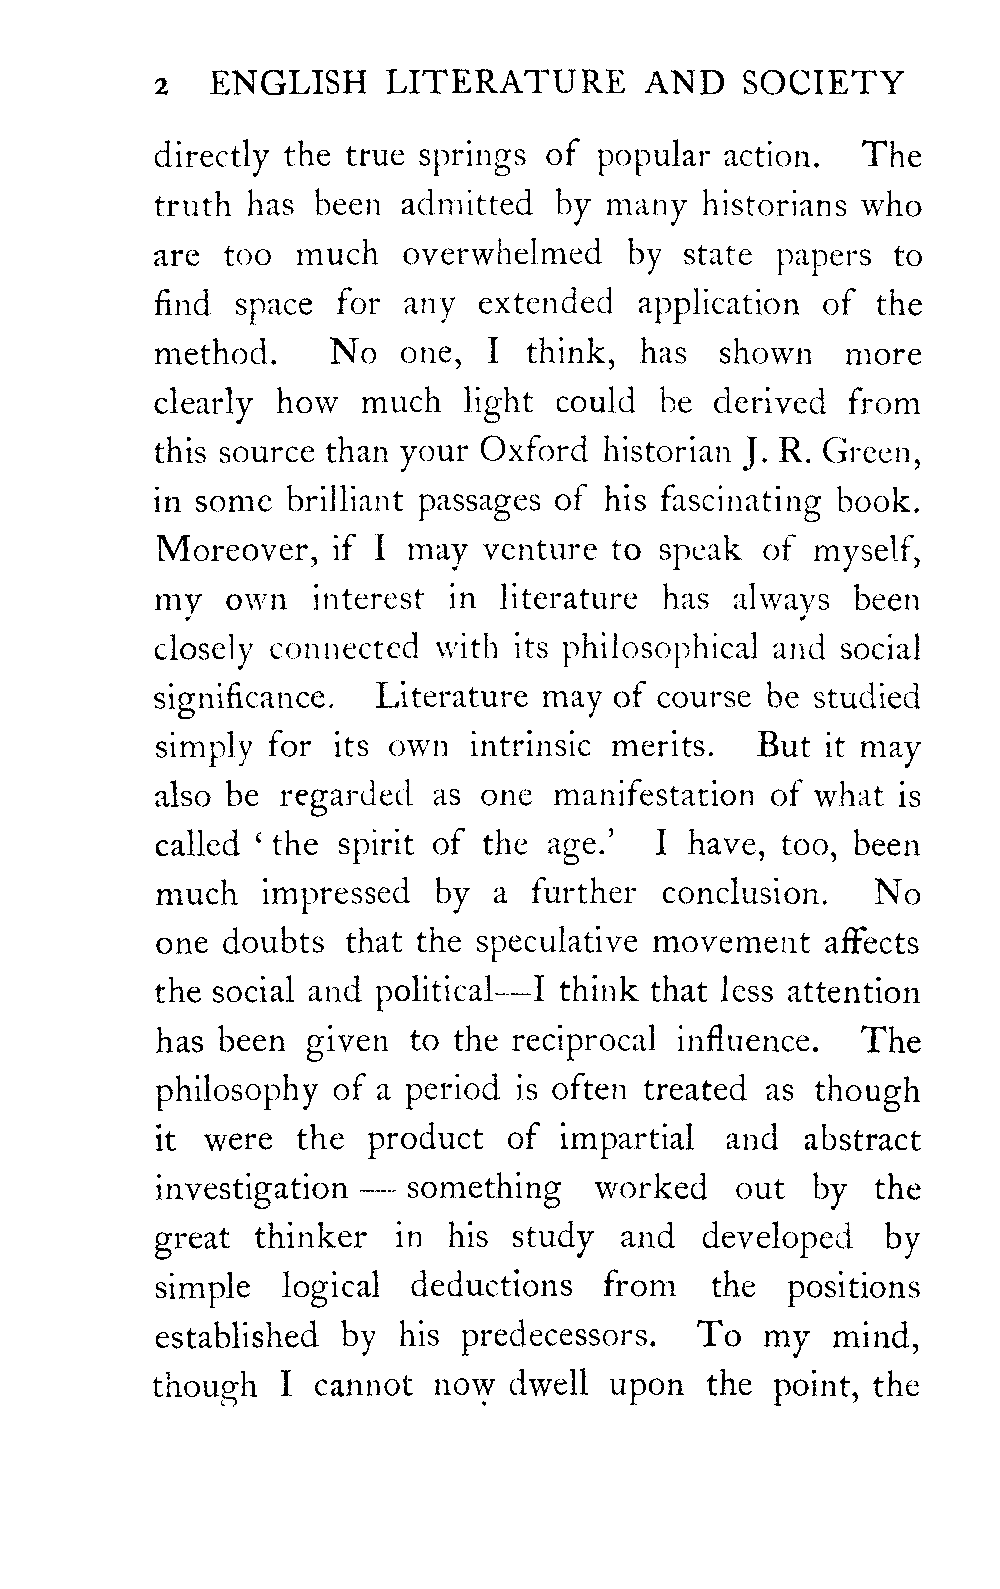 2 ENGLISH LITERATURE AND SOCIETY
directly the true springs of popular action. The
truth has been admitted by many historians who
are too much overwhelmed by state papers to
find space for any extended application of the
method. No one, I think, has shown more
clearly how much light could be derived from
this source than your Oxford historian J. R. Green,
in some brilliant passages of his fascinating book.
Moreover, if I may venture to speak of myself,
my own interest in literature has always been
closely connected with its philosophical and social
significance. Literature may of course be studied
simply for its own intrinsic merits. But it may
also be regarded as one manifestation of what is
called ‘the spirit of the age.’ I have, too, been
much impressed by a further conclusion. No
one doubts that the speculative movement affects
the social and political—I think that less attention
has been given to the reciprocal influence. The
philosophy of a period is often treated as though
it were the product of impartial and abstract
investigation — something worked out by the
great thinker in his study and developed by
simple logical deductions from the positions
established by his predecessors. To my mind,
though I cannot now dwell upon the point, the